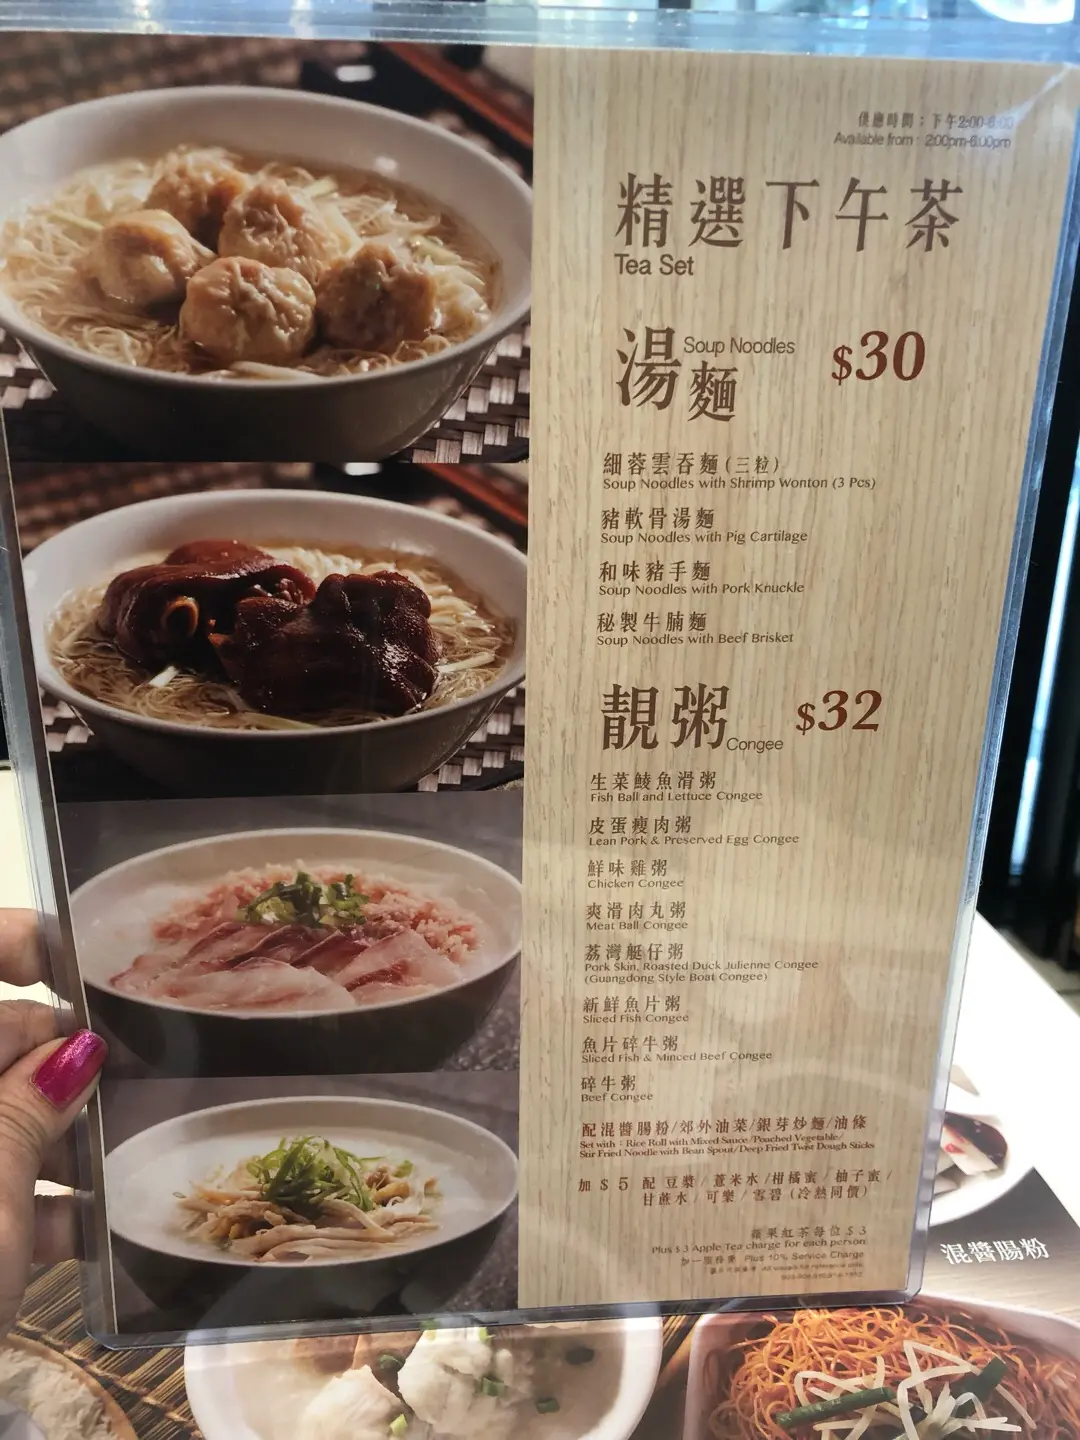 供應時間：下午2:00-6:00
Available from : 2:00pm-6:00pm
精選下午茶
Tea Set
湯麵
Soup Noodles
$30
細蓉雲吞麵(三粒)
Soup Noodles with Shrimp Wonton (3 Pcs)
豬軟骨湯麵
Soup Noodles with Pig Cartilage
和味豬手麵
Soup Noodles with Pork Knuckle
秘製牛腩麵
Soup Noodles with Beef Brisket
靚粥
Congee
$32
生菜鯪魚滑粥
Fish Ball and Lettuce Congee
皮蛋瘦肉粥
Lean Pork & Preserved Egg Congee
鮮味雞粥
Chicken Congee
爽滑肉丸粥
Meat Ball Congee
荔灣艇仔粥
Pork Skin, Roasted Duck Julienne Congee
(Guangdong Style Boat Congee)
新鮮魚片粥
Sliced Fish Congee
魚片碎牛粥
Sliced Fish & Minced Beef Congee
碎牛粥
Beef Congee
配混醬腸粉/郊外油菜/銀芽炒麵/油條
Set with : Rice Roll with Mixed Sauce/Poached Vegetable/
Stir Fried Noodle with Bean Spout/Deep Fried Twist Dough Sticks
加 $ 5 配 豆漿 / 薏米水 / 柑橘蜜 / 柚子蜜 /
甘蔗水 / 可樂 / 雪碧 (冷熱同價)
蘋果紅茶每位 $ 3
Plus $ 3 Apple Tea charge for each person
加一服務費 Plus 10% Service Charge
混醬腸粉